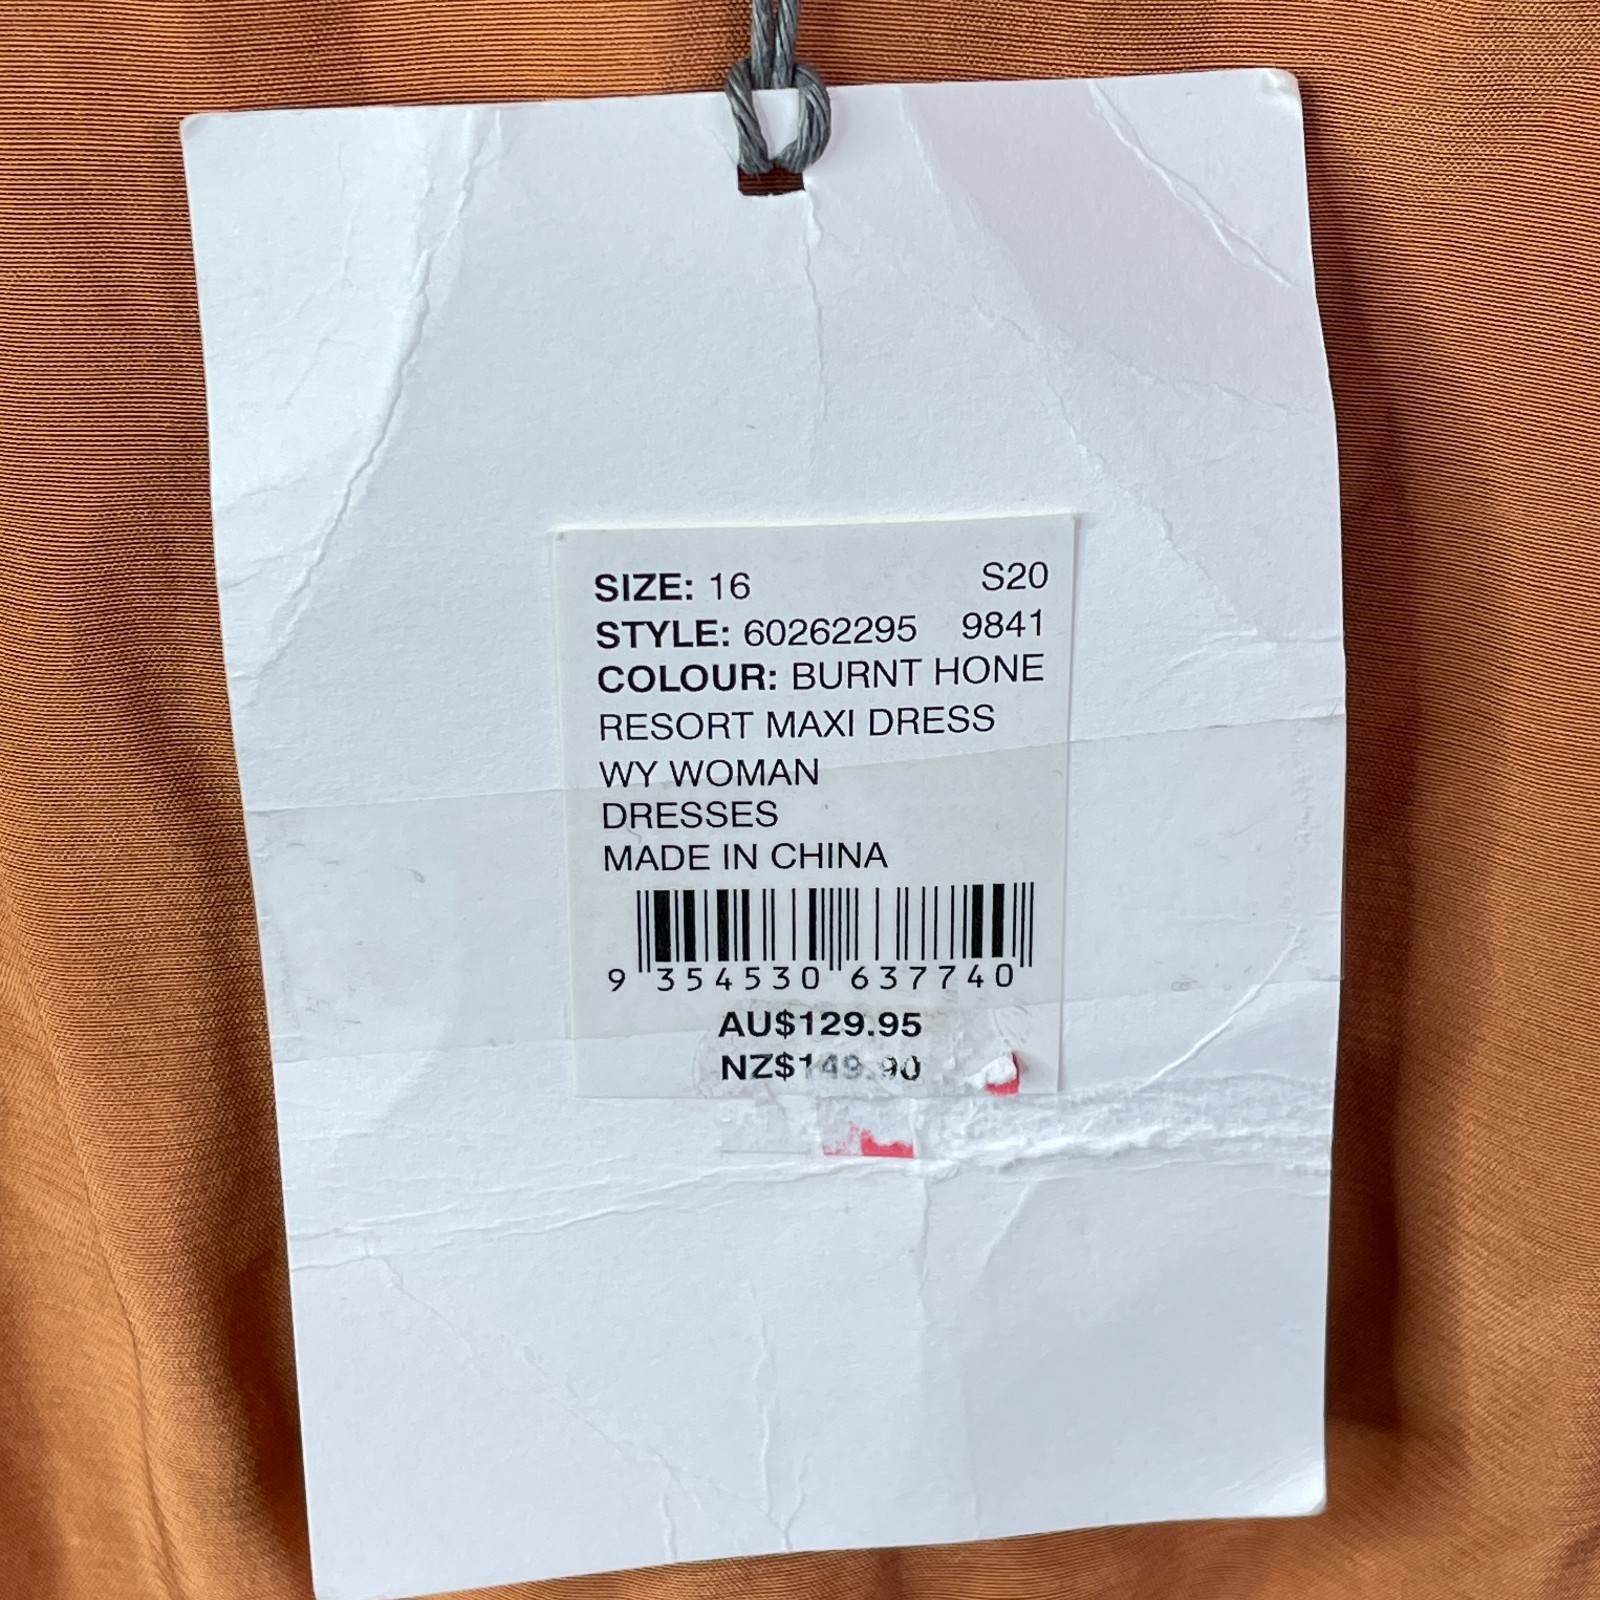 SIZE: 16 S20
STYLE: 60262295 9841
COLOUR: BURNT HONE
RESORT MAXI DRESS
WY WOMAN
DRESSES
MADE IN CHINA
9 354530 637740
AU$129.95
NZ$149.90